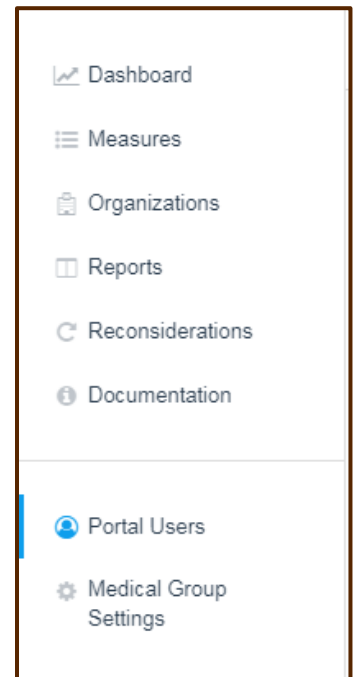 Dashboard
Measures
Organizations
Reports
Reconsiderations
Documentation
Portal Users
Medical Group
Settings